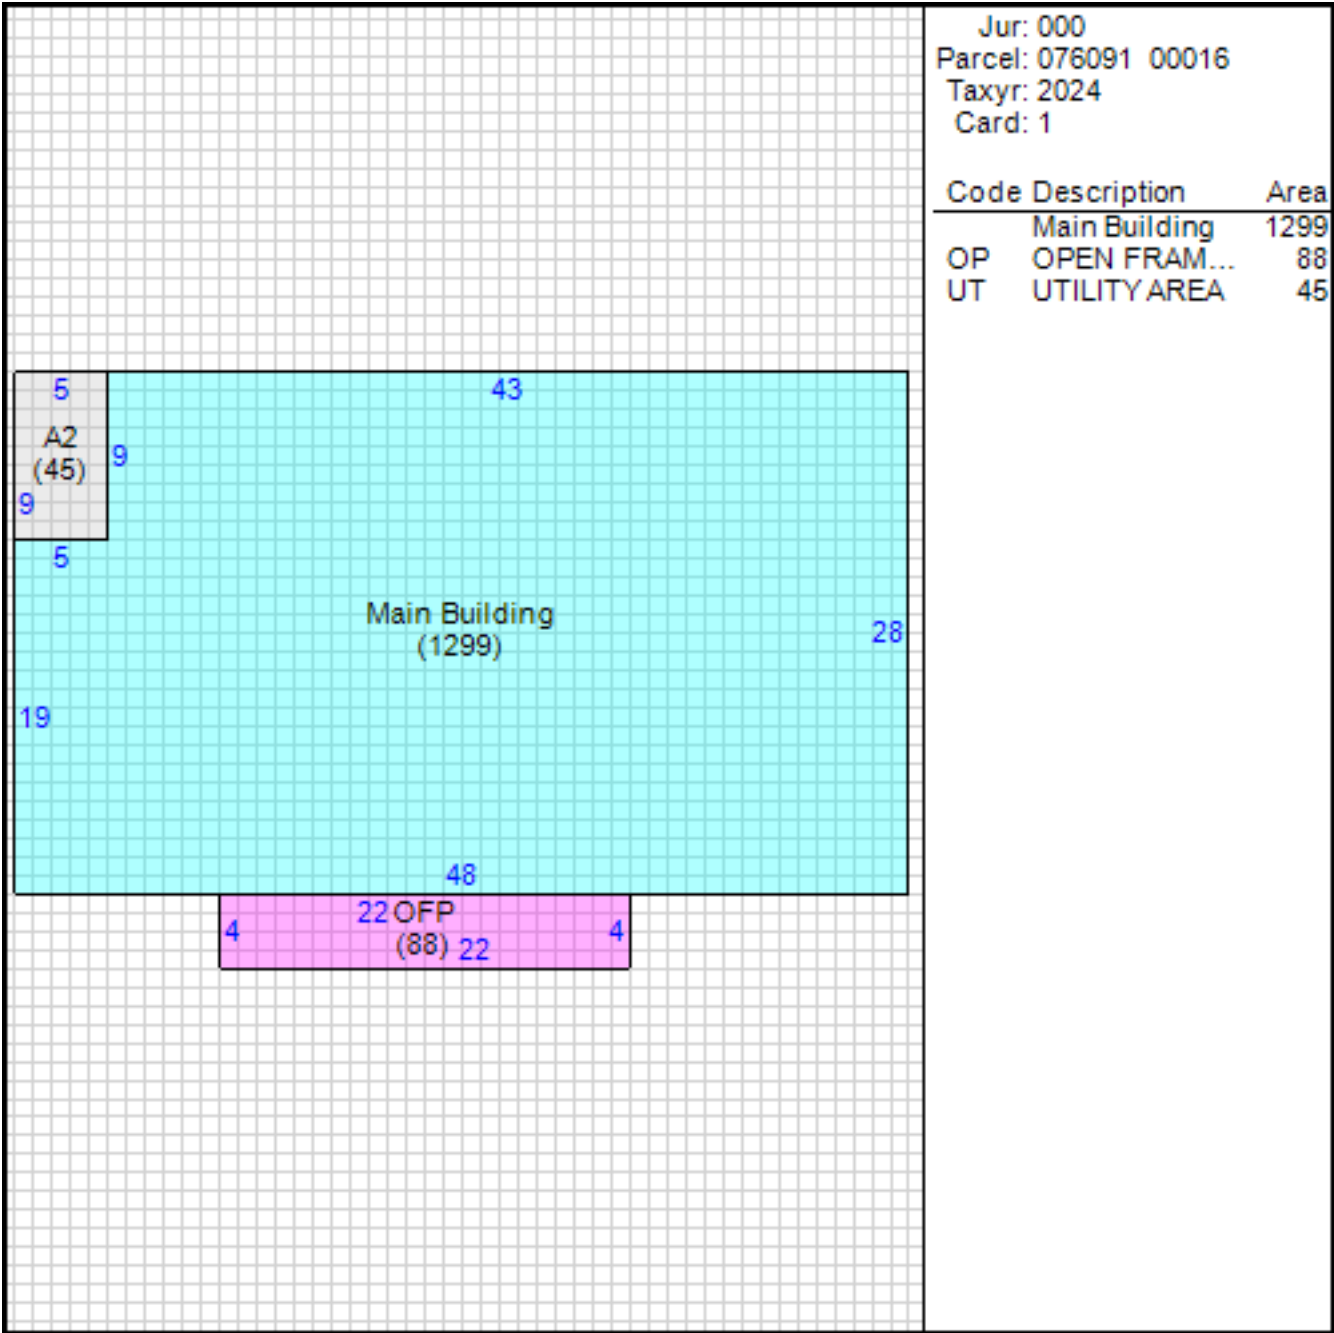 Jur: 000
Parcel: 076091 00016
Taxyr: 2024
Card: 1
Code Description Area
Main Building 1299
OP OPEN FRAM... 88
UT UTILITY AREA 45
5
43
A2
(45)
9
9
5
Main Building
(1299)
28
19
48
22 OFP
4
4
(88) 22